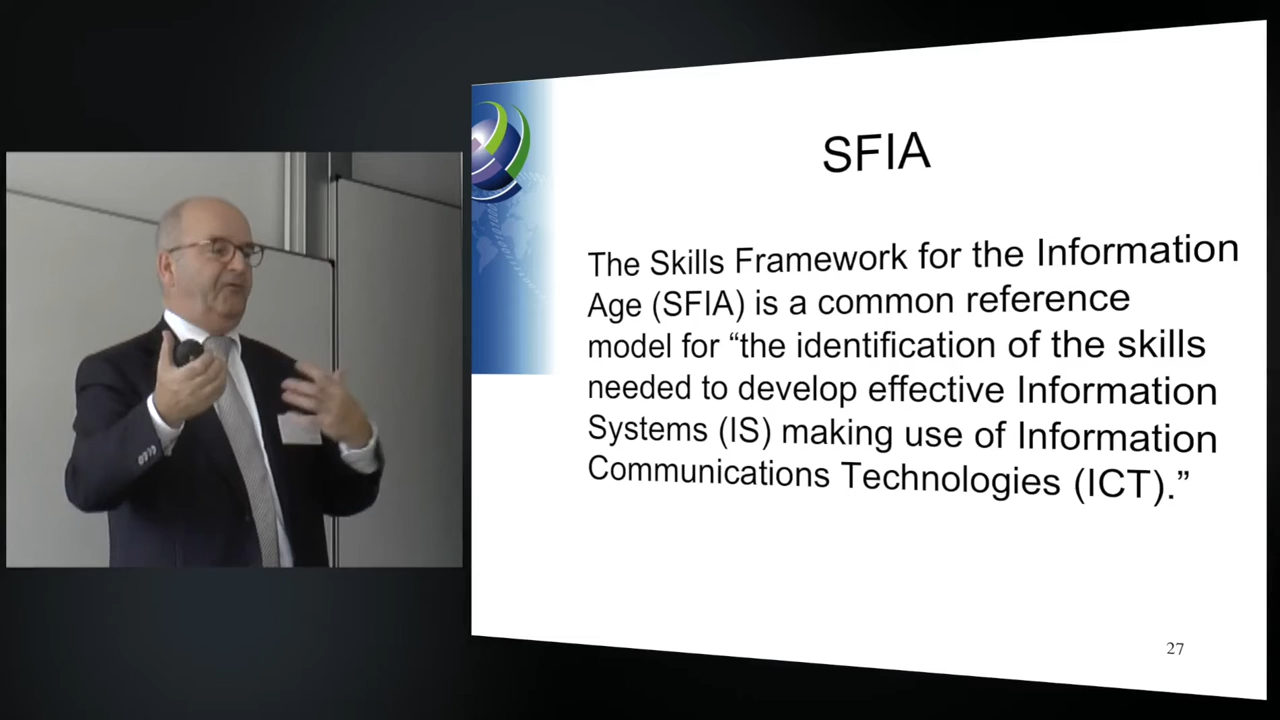 SFIA
The Skills Framework for the Information
Age (SFIA) is a common reference
model for “the identification of the skills
needed to develop effective Information
Systems (IS) making use of Information
Communications Technologies (ICT).”
27